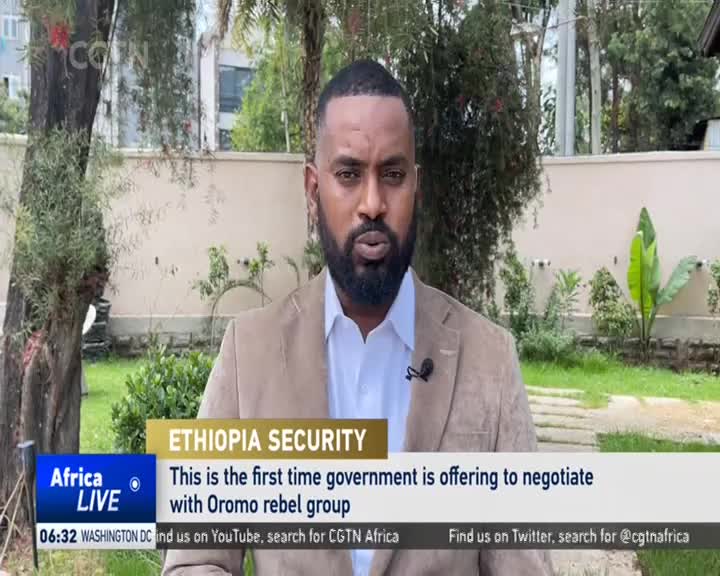 CGTN
ETHIOPIA SECURITY
This is the first time government is offering to negotiate
with Oromo rebel group
Africa
LIVE
06:32 WASHINGTON DC
ind us on YouTube, search for CGTN Africa Find us on Twitter, search for @cgtnafrica